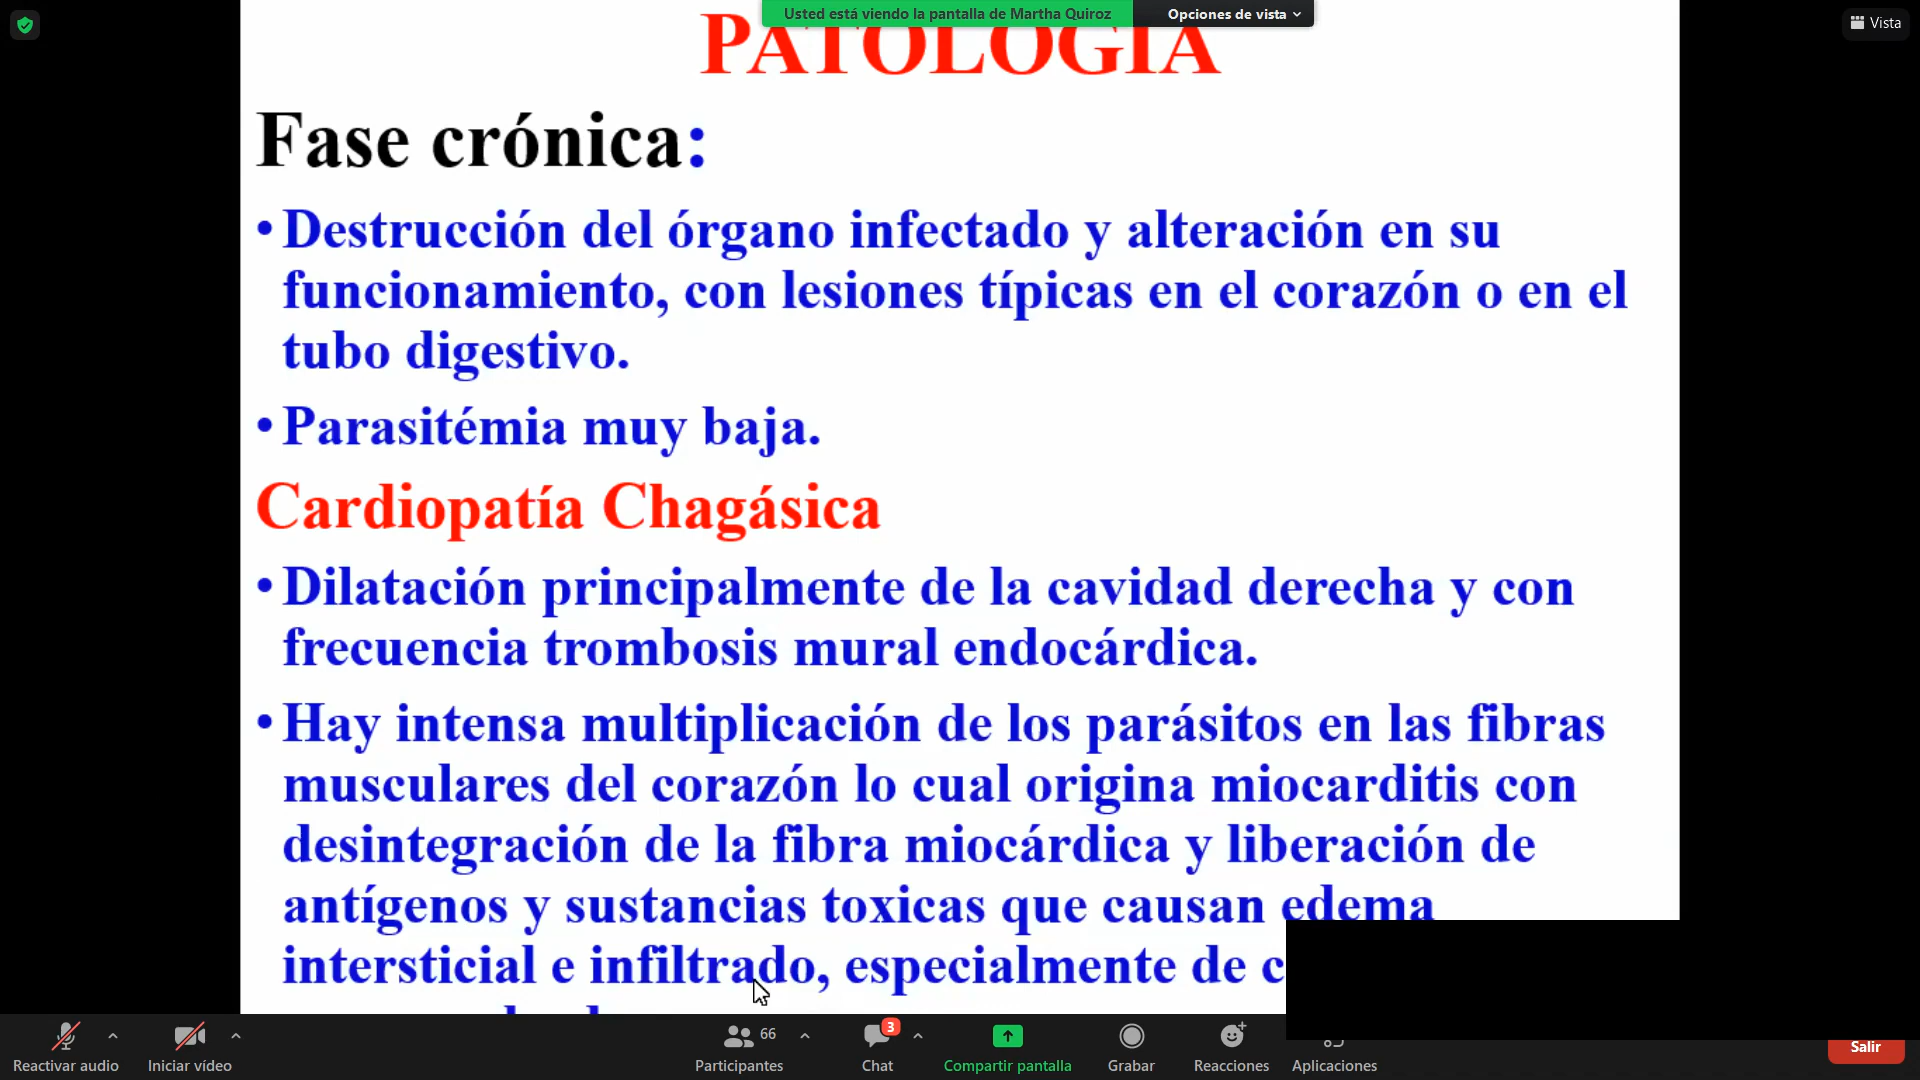 Usted está viendo la pantalla de Martha Quiroz
Opciones de vista
Vista
PATOLOGIA
Fase crónica:
• Destrucción del órgano infectado y alteración en su
funcionamiento, con lesiones típicas en el corazón o en el
tubo digestivo.
• Parasitémia muy baja.
Cardiopatía Chagásica
• Dilatación principalmente de la cavidad derecha y con
frecuencia trombosis mural endocárdica.
• Hay intensa multiplicación de los parásitos en las fibras
musculares del corazón lo cual origina miocarditis con
desintegración de la fibra miocárdica y liberación de
antígenos y sustancias toxicas que causan edema
intersticial e infiltrado, especialmente de c
Reactivar audio
Iniciar vídeo
66
Participantes
3
Chat
Compartir pantalla
Grabar
Reacciones
Aplicaciones
Salir